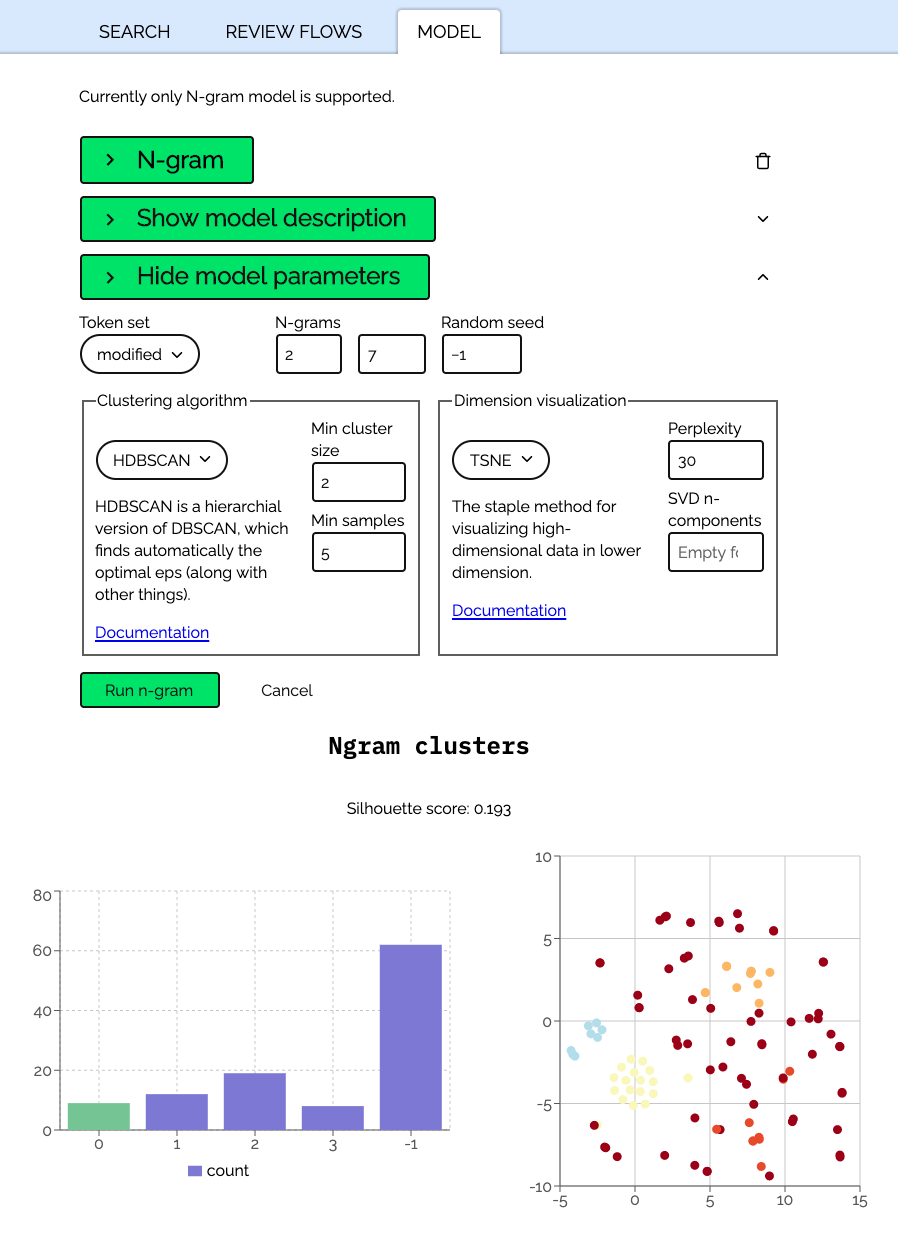 SEARCH REVIEW FLOWS MODEL
Currently only N-gram model is supported.
N-gram
Show model description
Hide model parameters
Token set N-grams Random seed
modified 2 7 −1
Clustering algorithm
HDBSCAN
Min cluster
size
2
Min samples
5
HDBSCAN is a hierarchial
version of DBSCAN, which
finds automatically the
optimal eps (along with
other things).
Documentation
Dimension visualization
TSNE
Perplexity
30
SVD n-
components
Empty
The staple method for
visualizing high-
dimensional data in lower
dimension.
Documentation
Run n-gram Cancel
Ngram clusters
Silhouette score: 0.193
80
60
40
20
0
0 1 2 3 -1
count
10
5
0
-5
-10
-5 0 5 10 15